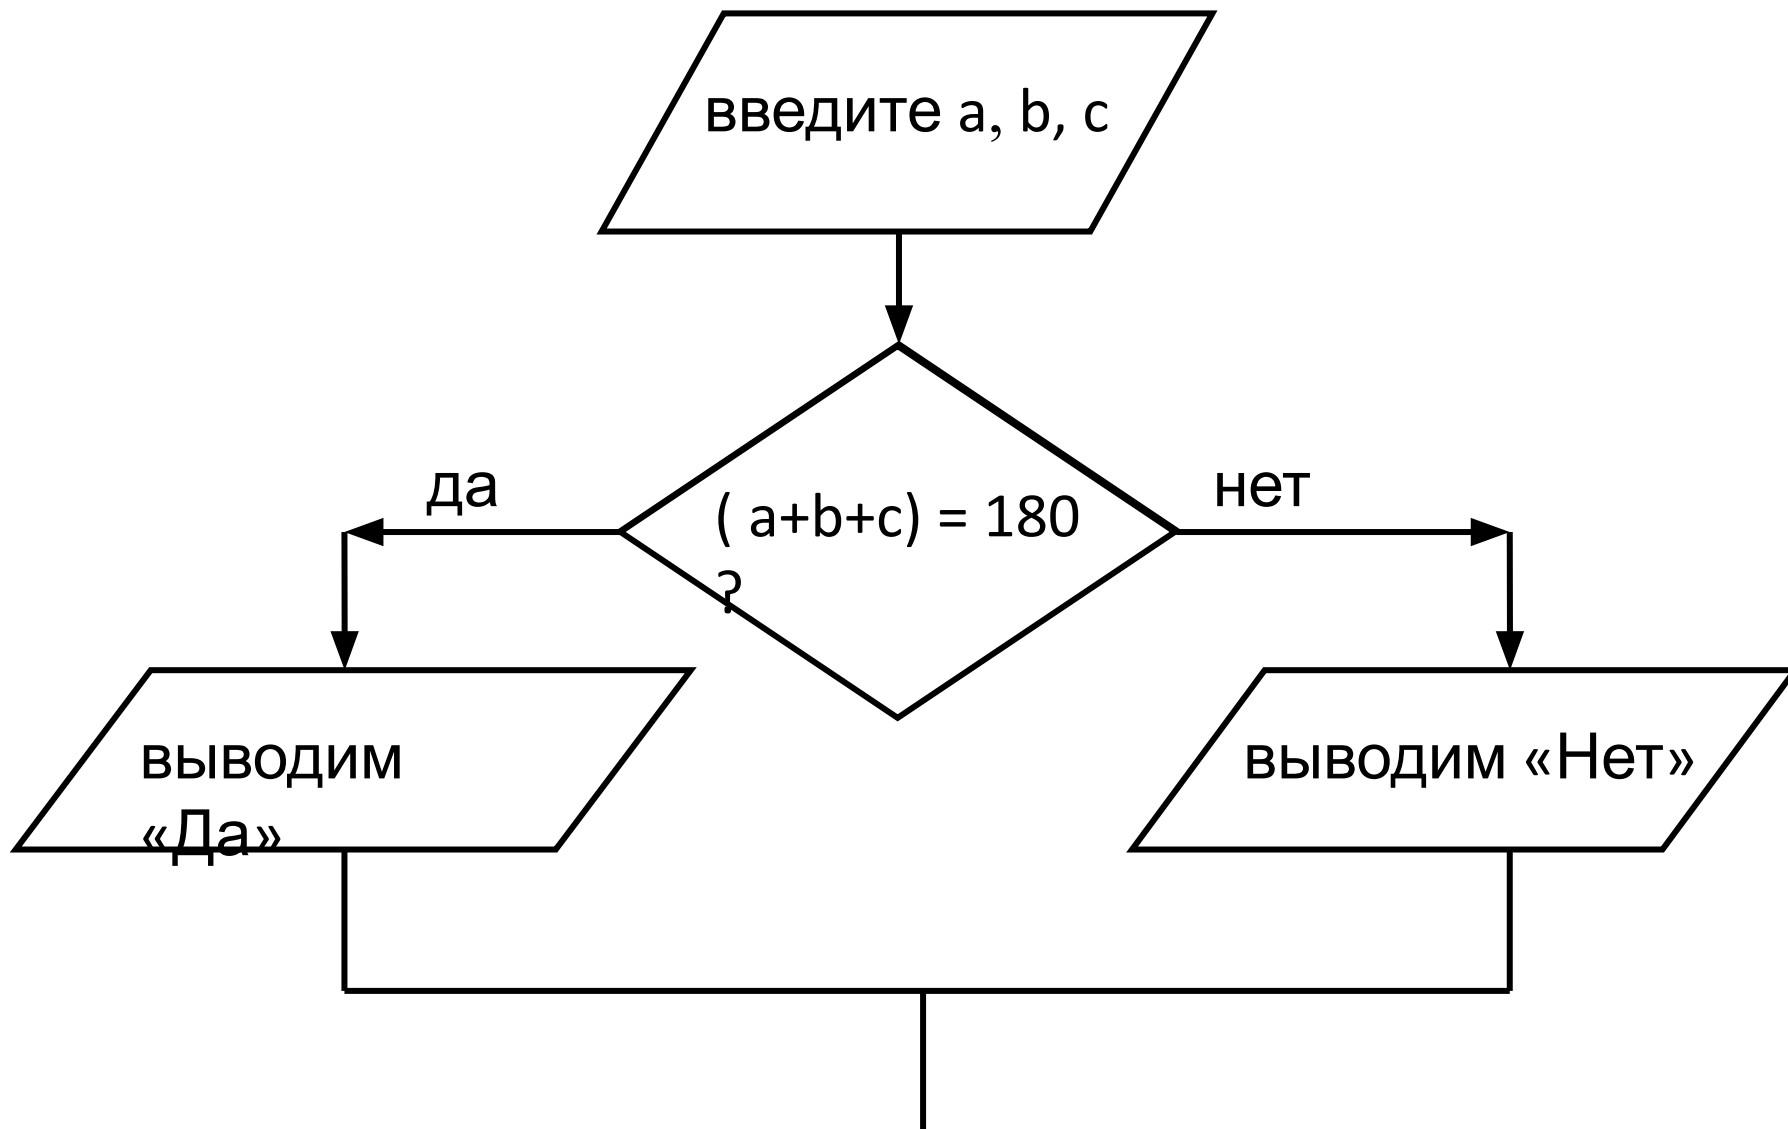 введите a, b, c
да
нет
( a+b+c) = 180
?
выводим
«Да»
выводим «Нет»